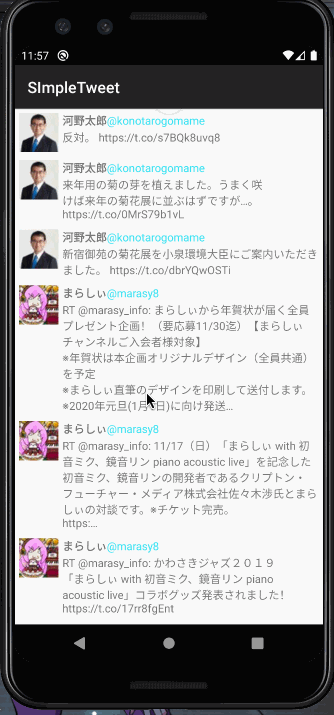 11:57
SImpleTweet
河野太郎@konotarogomame
反対。 https://t.co/s7BQk8uvq8
河野太郎@konotarogomame
来年用の菊の芽を植えました。うまく咲
けば来年の菊花展に並ぶはずですが…。
https://t.co/0MrS79b1vL
河野太郎@konotarogomame
新宿御苑の菊花展を小泉環境大臣にご案内いただき
ました。 https://t.co/dbrYQwOSTi
まらしぃ@marasy8
RT @marasy_info: まらしぃから年賀状が届く全員
プレゼント企画！（要応募11/30迄）【まらしぃ
チャンネルご入会者様対象】
※年賀状は本企画オリジナルデザイン（全員共通）
を予定
※まらしぃ直筆のデザインを印刷して送付します。
※2020年元旦(1月1日)に向け発送…
まらしぃ@marasy8
RT @marasy_info: 11/17（日）「まらしぃ with 初
音ミク、鏡音リン piano acoustic live」を記念した
初音ミク、鏡音リンの開発者であるクリプトン・
フューチャー・メディア株式会社佐々木渉氏とまら
しぃの対談です。※チケット完売。
https:…
まらしぃ@marasy8
RT @marasy_info: かわさきジャズ２０１９
「まらしぃ with 初音ミク、鏡音リン piano
acoustic live」コラボグッズ発表されました！
https://t.co/17rr8fgEnt